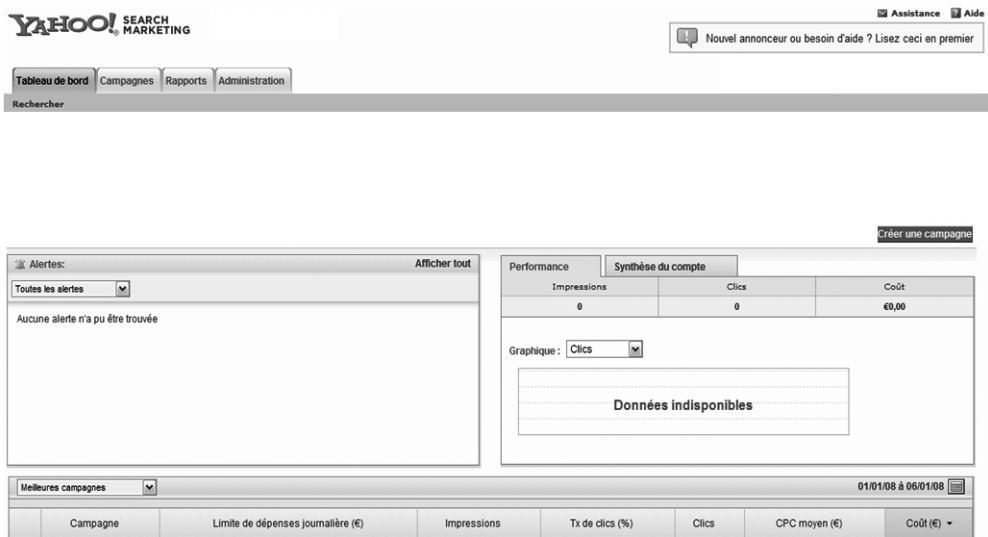 YAHOO! SEARCH MARKETING
Assistance Aide
Nouvel annonceur ou besoin d'aide ? Lisez ceci en premier
Tableau de bord Campagnes Rapports Administration
Rechercher
Créer une campagne
Alertes: Afficher tout
Toutes les alertes
Aucune alerte n'a pu être trouvée
Performance Synthèse du compte
Impressions Clics Coût
0 0 €0,00
Graphique : Clics
Données indisponibles
Meilleures campagnes 01/01/08 à 06/01/08
Campagne Limite de dépenses journalière (€) Impressions Tx de clics (%) Clics CPC moyen (€) Coût (€)